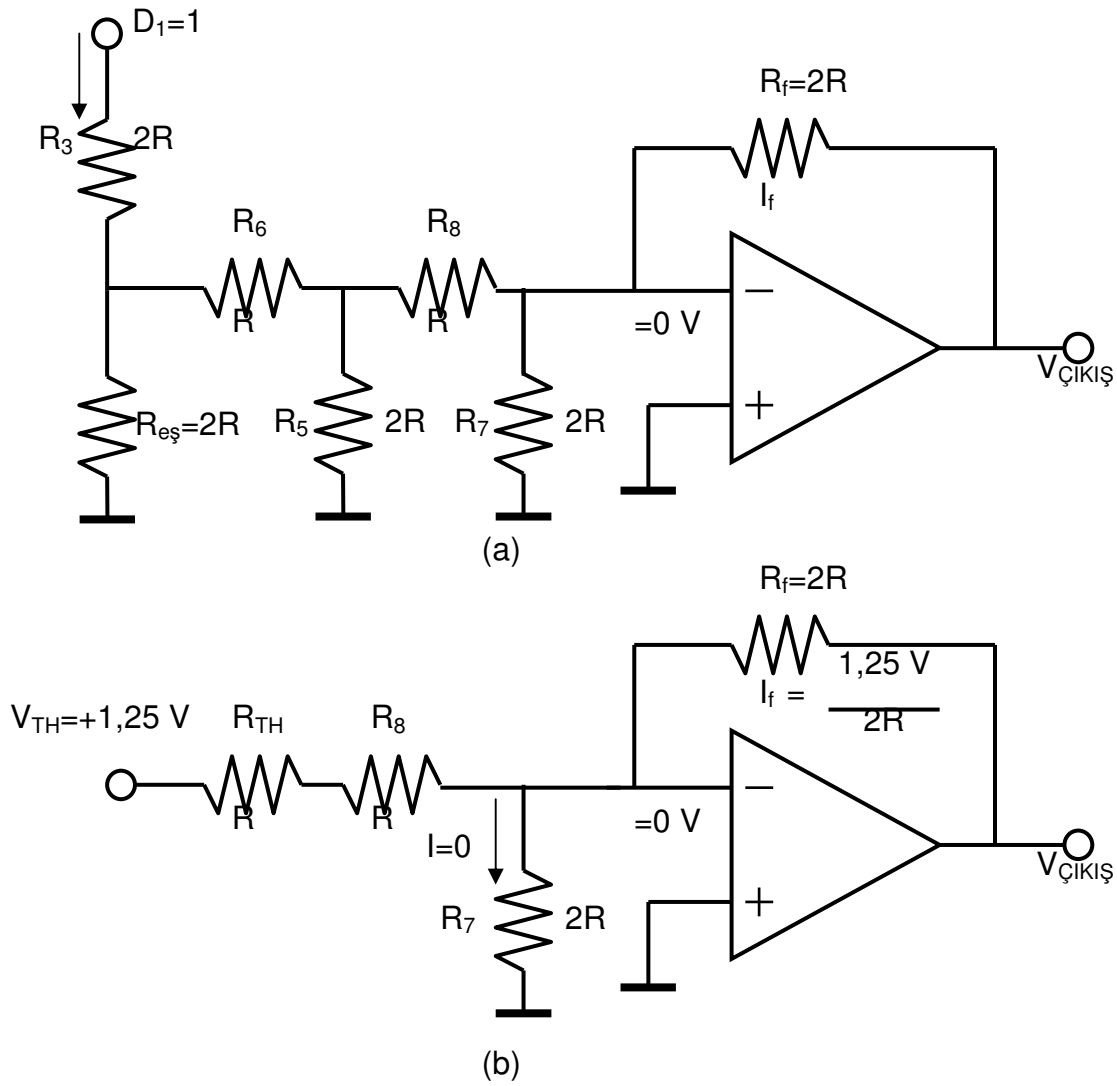 D₁=1
R_f=2R
R₃ 2R
I_f
R₆ R₈
−
R R =0 V
V_ÇIKIŞ
+
R_eş=2R R₅ 2R R₇ 2R
(a)
R_f=2R
1,25 V
I_f =
2R
V_TH=+1,25 V R_TH R₈
−
R R =0 V
I=0
V_ÇIKIŞ
+
R₇ 2R
(b)